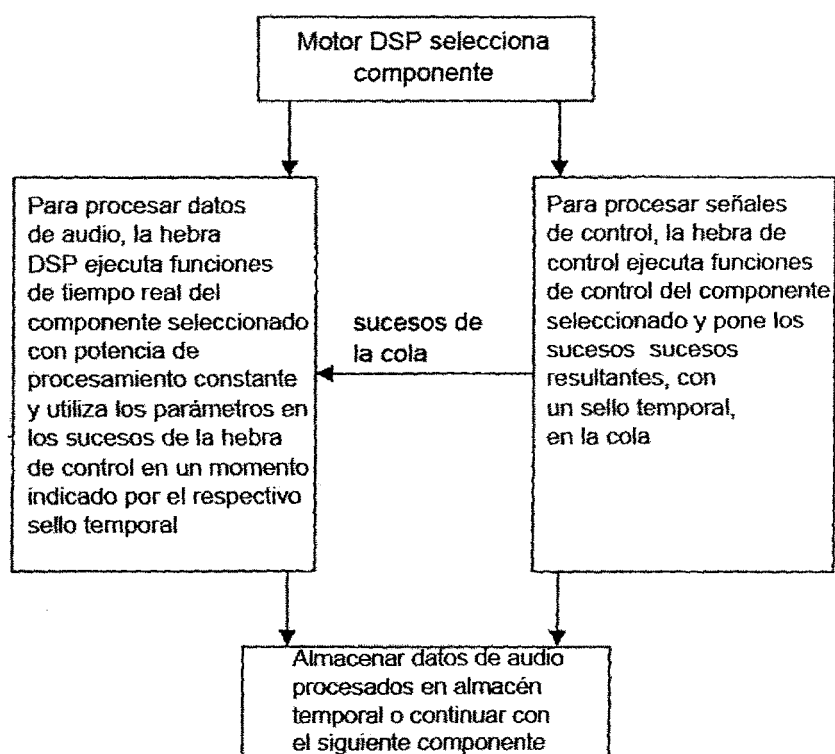 Motor DSP selecciona
componente
Para procesar datos
de audio, la hebra
DSP ejecuta funciones
de tiempo real del
componente seleccionado
con potencia de
procesamiento constante
y utiliza los parámetros en
los sucesos de la hebra
de control en un momento
indicado por el respectivo
sello temporal
sucesos de
la cola
Para procesar señales
de control, la hebra de
control ejecuta funciones
de control del componente
seleccionado y pone los
sucesos sucesos
resultantes, con
un sello temporal,
en la cola
Almacenar datos de audio
procesados en almacén
temporal o continuar con
el siguiente componente